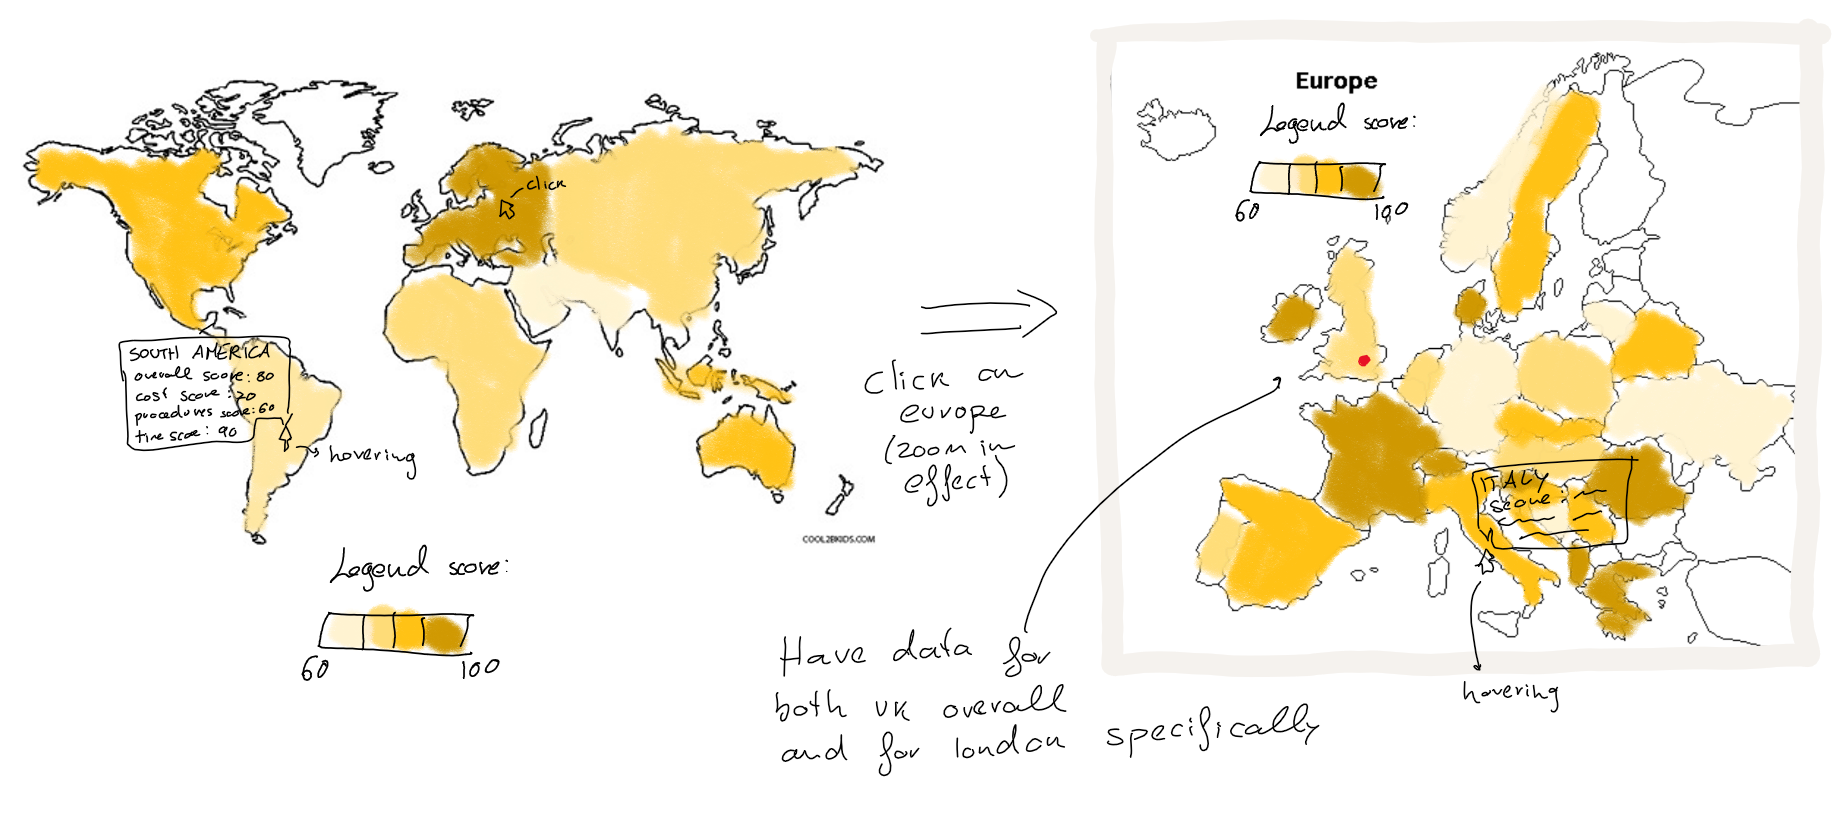 click
SOUTH AMERICA
overall score: 80
cost score: 20
procedures score: 60
time score: 90
hovering
COOL2BKIDS.COM
Legend score:
60 100
click on
europe
(zoom in
effect)
Europe
Legend score:
60 100
ITALY
score:
hovering
Have data for
both UK overall
and for london specifically